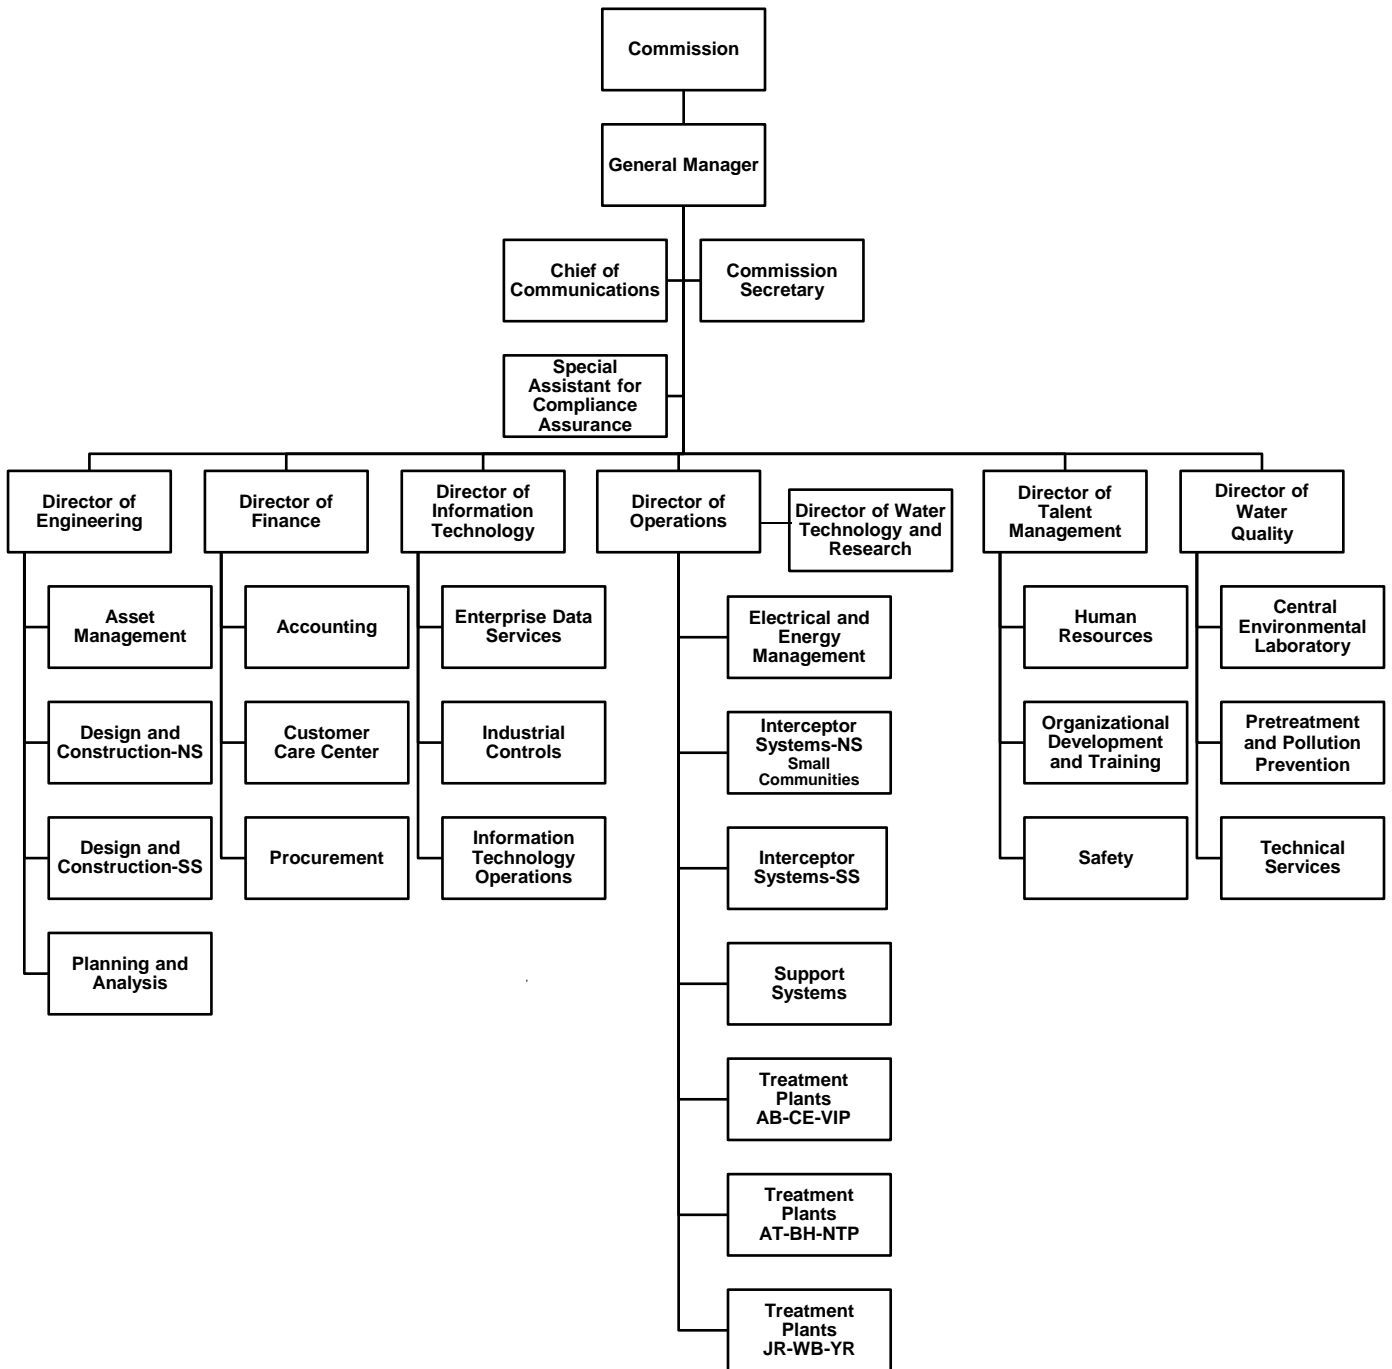 Commission
General Manager
Chief of
Communications
Commission
Secretary
Special
Assistant for
Compliance
Assurance
Director of
Engineering
Director of
Finance
Director of
Information
Technology
Director of
Operations
Director of Water
Technology and
Research
Director of
Talent
Management
Director of
Water
Quality
Asset
Management
Design and
Construction-NS
Design and
Construction-SS
Planning and
Analysis
Accounting
Customer
Care Center
Procurement
Enterprise Data
Services
Industrial
Controls
Information
Technology
Operations
Electrical and
Energy
Management
Interceptor
Systems-NS
Small
Communities
Interceptor
Systems-SS
Support
Systems
Treatment
Plants
AB-CE-VIP
Treatment
Plants
AT-BH-NTP
Treatment
Plants
JR-WB-YR
Human
Resources
Organizational
Development
and Training
Safety
Central
Environmental
Laboratory
Pretreatment
and Pollution
Prevention
Technical
Services